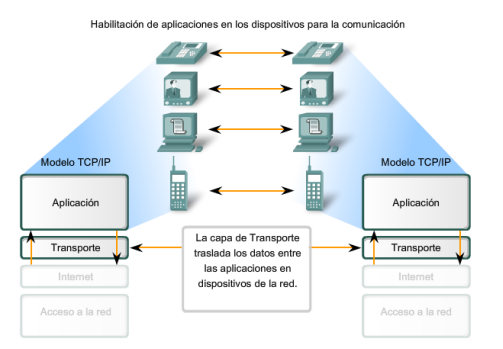 Habilitación de aplicaciones en los dispositivos para la comunicación
Modelo TCP/IP
Modelo TCP/IP
Aplicación
Aplicación
La capa de Transporte
traslada los datos entre
las aplicaciones en
dispositivos de la red.
Transporte
Transporte
Internet
Internet
Acceso a la red
Acceso a la red